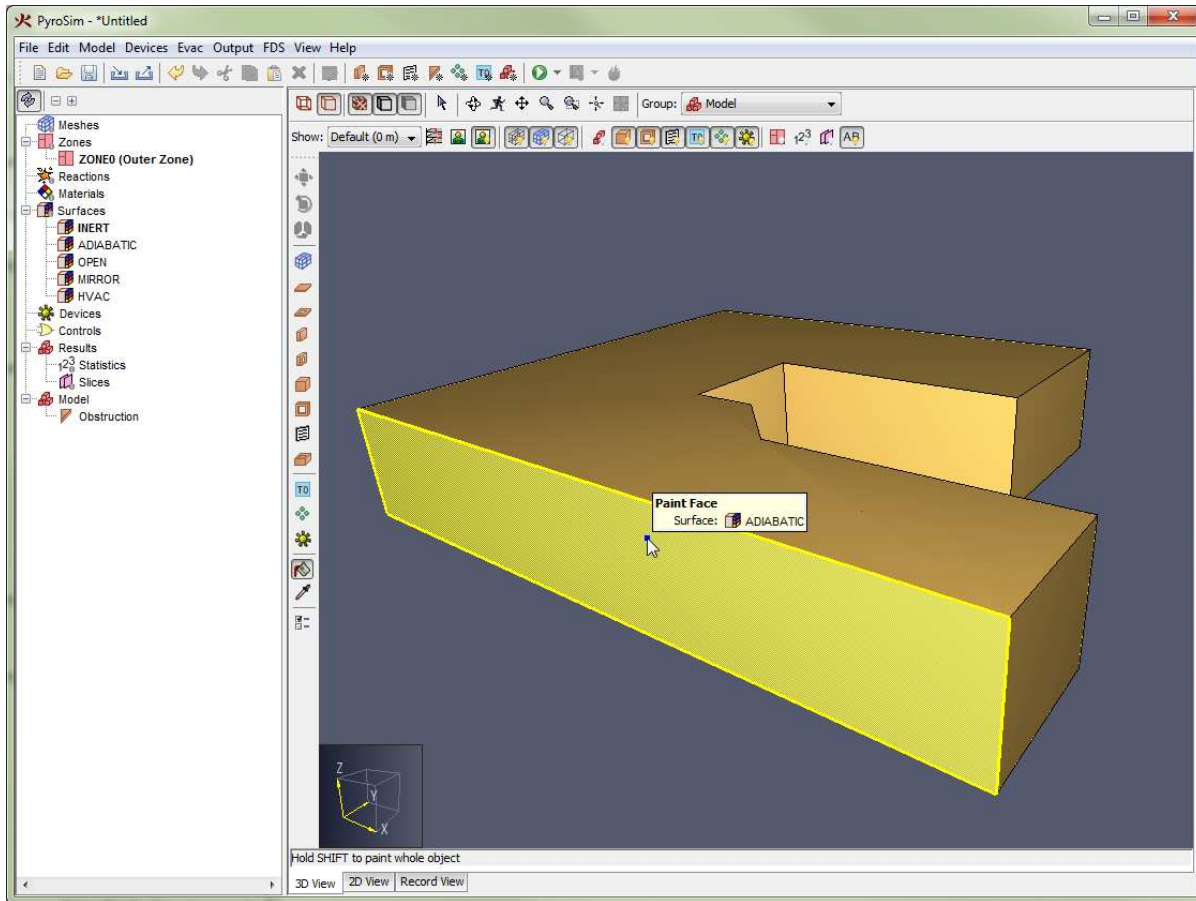 PyroSim - *Untitled
File Edit Model Devices Evac Output FDS View Help
Group: Model
Show: Default (0 m)
Meshes
Zones
ZONE0 (Outer Zone)
Reactions
Materials
Surfaces
INERT
ADIABATIC
OPEN
MIRROR
HVAC
Devices
Controls
Results
Statistics
Slices
Model
Obstruction
Paint Face
Surface: ADIABATIC
Z
Y
X
Hold SHIFT to paint whole object
3D View 2D View Record View